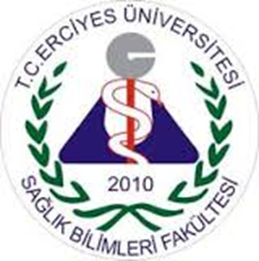 T.C.ERCİYES ÜNİVERSİTESİ
2010
SAĞLIK BİLİMLERİ FAKÜLTESİ